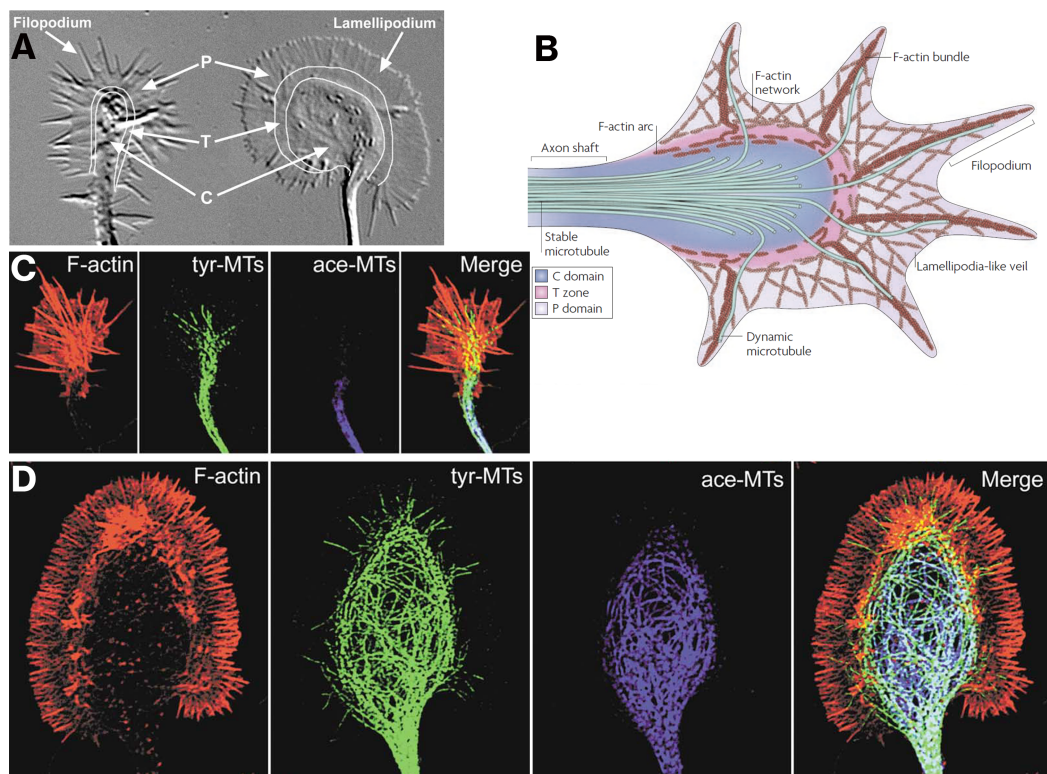 A
Filopodium
Lamellipodium
P
T
C
B
F-actin bundle
F-actin
network
F-actin arc
Axon shaft
Filopodium
Stable
microtubule
Lamellipodia-like veil
C domain
T zone
P domain
Dynamic
microtubule
C
F-actin
tyr-MTs
ace-MTs
Merge
D
F-actin
tyr-MTs
ace-MTs
Merge